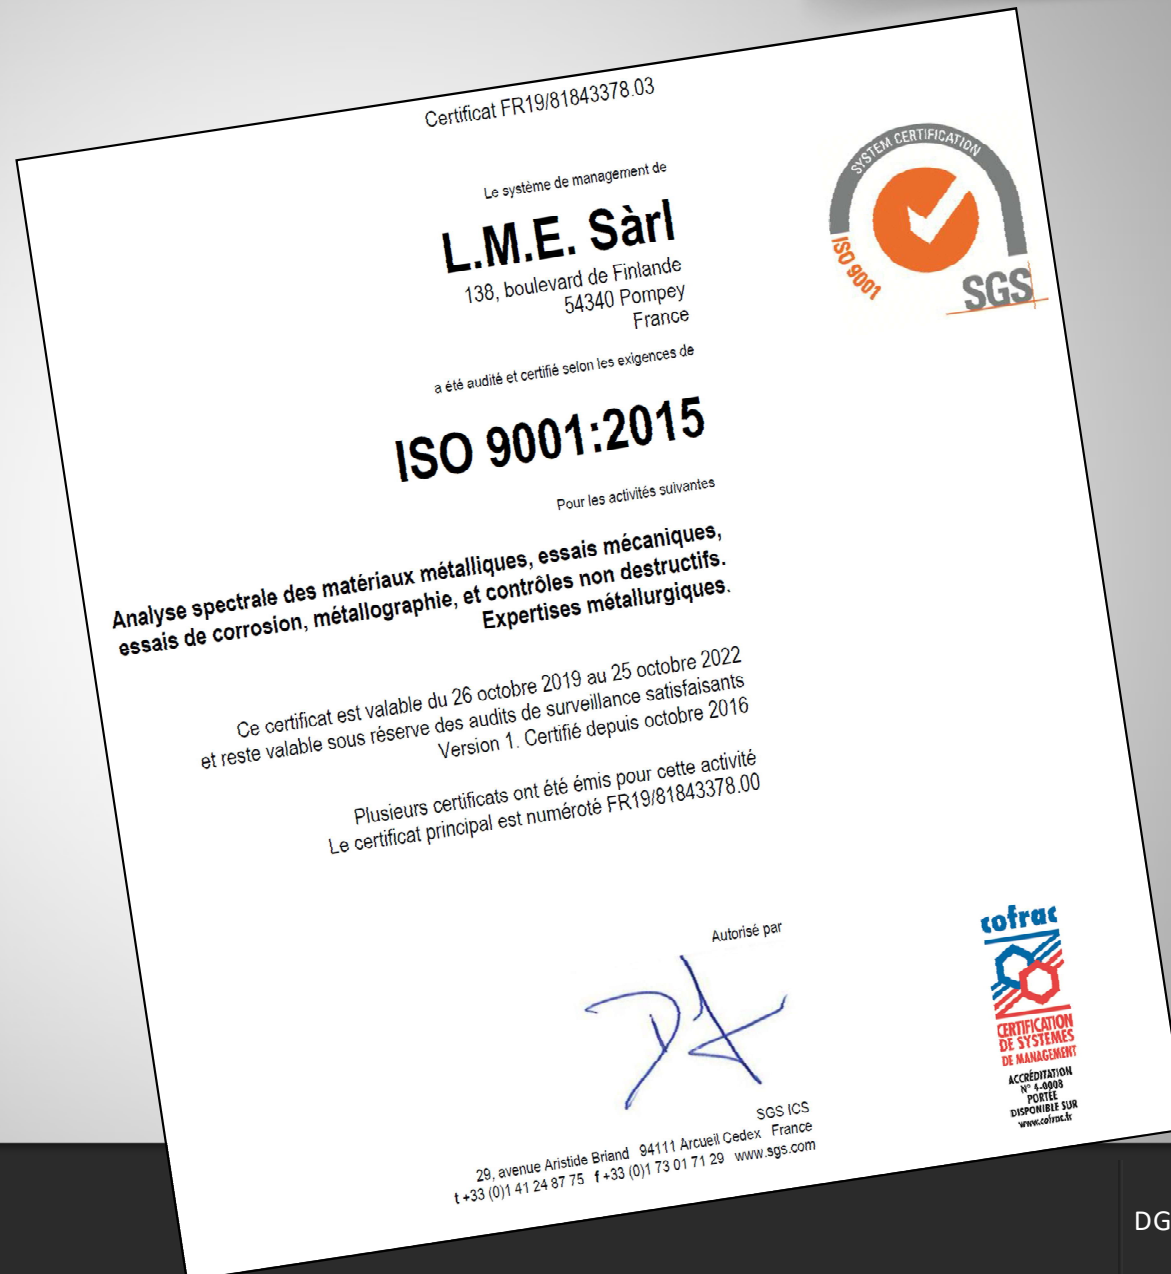 Certificat FR19/81843378.03
SYSTEM CERTIFICATION
ISO 9001
SGS
Le système de management de
L.M.E. Sàrl
138, boulevard de Finlande
54340 Pompey
France
a été audité et certifié selon les exigences de
ISO 9001:2015
Pour les activités suivantes
Analyse spectrale des matériaux métalliques, essais mécaniques,
essais de corrosion, métallographie, et contrôles non destructifs.
Expertises métallurgiques.
Ce certificat est valable du 26 octobre 2019 au 25 octobre 2022
et reste valable sous réserve des audits de surveillance satisfaisants
Version 1. Certifié depuis octobre 2016
Plusieurs certificats ont été émis pour cette activité
Le certificat principal est numéroté FR19/81843378.00
Autorisé par
cofrac
CERTIFICATION
DE SYSTÈMES
DE MANAGEMENT
ACCRÉDITATION
N° 4-0008
PORTÉE
DISPONIBLE SUR
www.cofrac.fr
SGS ICS
29, avenue Aristide Briand 94111 Arcueil Cedex France
t +33 (0)1 41 24 87 75 f +33 (0)1 73 01 71 29 www.sgs.com
DG